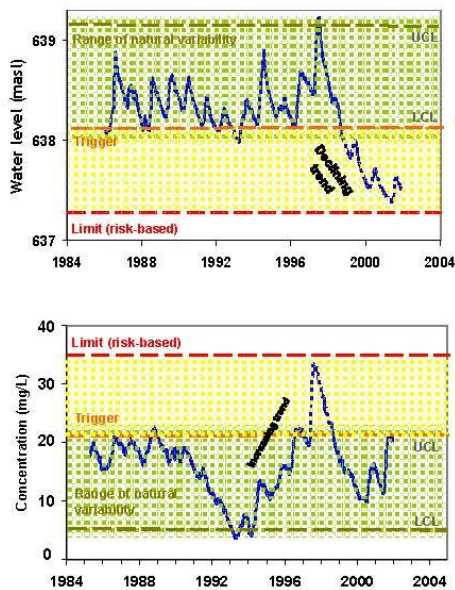 639
638
637
Water level (masl)
Range of natural variability
UCL
LCL
Trigger
Declining
trend
Limit (risk-based)
1984 1988 1992 1996 2000 2004
40
30
20
10
0
Concentration (mg/L)
Limit (risk-based)
Trigger
Increasing trend
UCL
Range of natural
variability
LCL
1984 1988 1992 1996 2000 2004